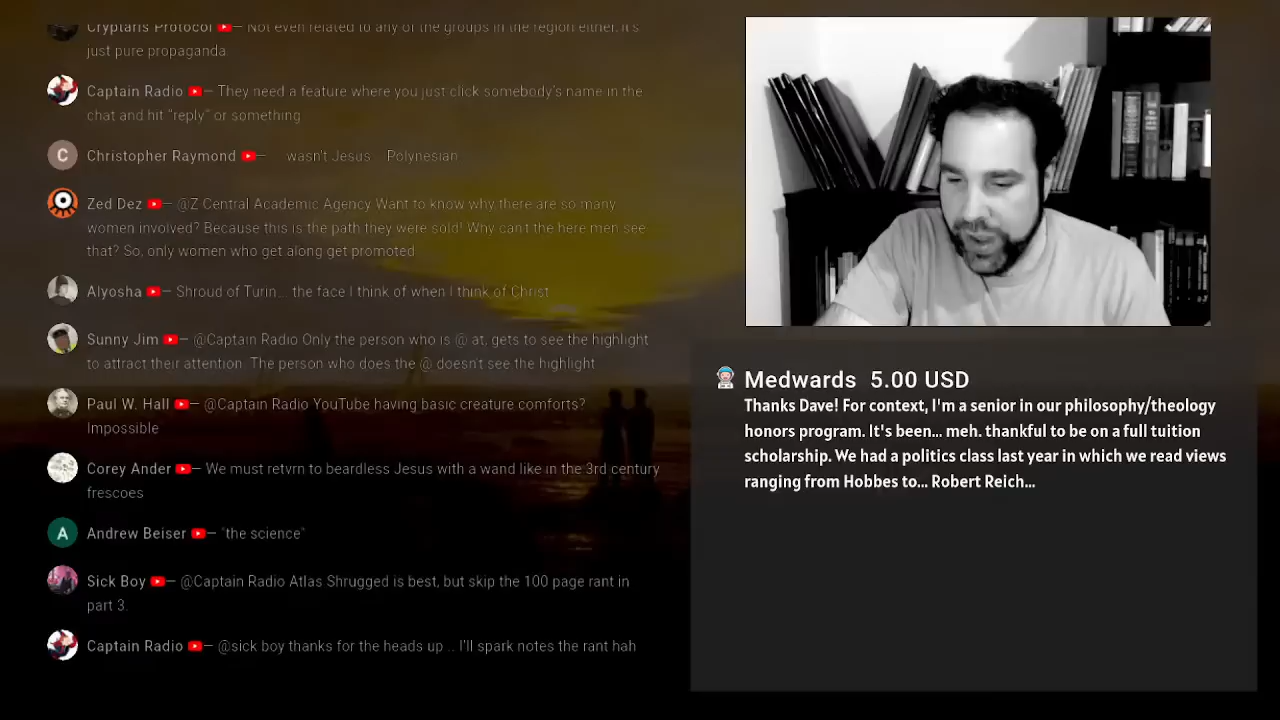 Cryptaris Protocol — Not even related to any of the groups in the region either. It's
just pure propaganda
Captain Radio — They need a feature where you just click somebody's name in the
chat and hit "reply" or something
Christopher Raymond — wasn't Jesus Polynesian
Zed Dez — @Z Central Academic Agency Want to know why there are so many
women involved? Because this is the path they were sold! Why can't the here men see
that? So, only women who get along get promoted
Alyosha — Shroud of Turin... the face I think of when I think of Christ
Sunny Jim — @Captain Radio Only the person who is @ at, gets to see the highlight
to attract their attention. The person who does the @ doesn't see the highlight
Paul W. Hall — @Captain Radio YouTube having basic creature comforts?
Impossible
Corey Ander — We must retvrn to beardless Jesus with a wand like in the 3rd century
frescoes
A Andrew Beiser — "the science"
Sick Boy — @Captain Radio Atlas Shrugged is best, but skip the 100 page rant in
part 3.
Captain Radio — @sick boy thanks for the heads up .. I'll spark notes the rant hah
Medwards 5.00 USD
Thanks Dave! For context, I'm a senior in our philosophy/theology
honors program. It's been... meh. thankful to be on a full tuition
scholarship. We had a politics class last year in which we read views
ranging from Hobbes to... Robert Reich...